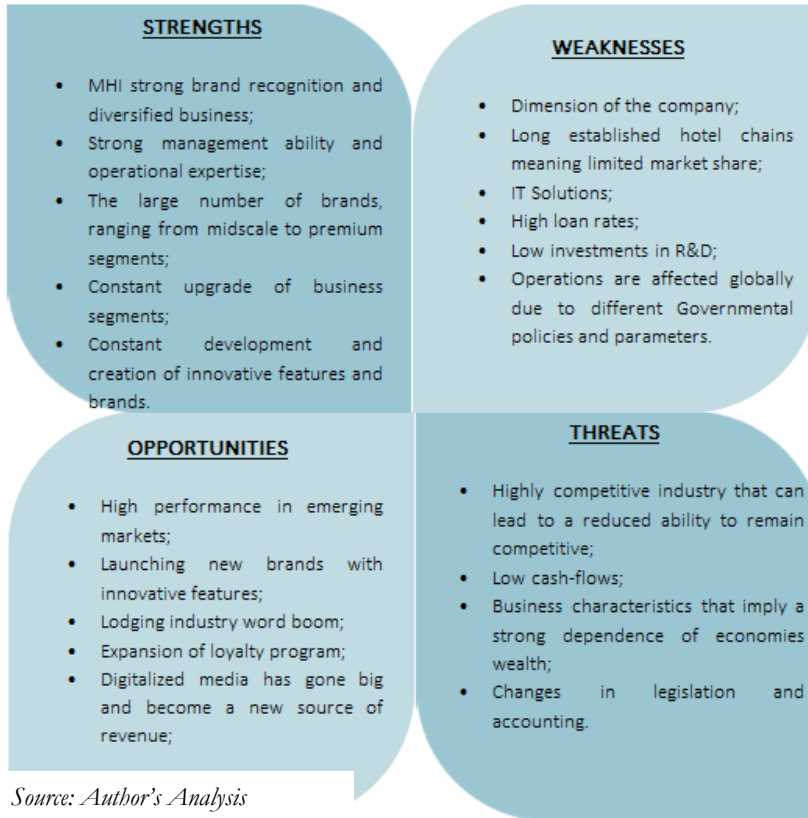 STRENGTHS
• MHI strong brand recognition and
diversified business;
• Strong management ability and
operational expertise;
• The large number of brands,
ranging from midscale to premium
segments;
• Constant upgrade of business
segments;
• Constant development and
creation of innovative features and
brands.
WEAKNESSES
• Dimension of the company;
• Long established hotel chains
meaning limited market share;
• IT Solutions;
• High loan rates;
• Low investments in R&D;
• Operations are affected globally
due to different Governmental
policies and parameters.
OPPORTUNITIES
• High performance in emerging
markets;
• Launching new brands with
innovative features;
• Lodging industry word boom;
• Expansion of loyalty program;
• Digitalized media has gone big
and become a new source of
revenue;
THREATS
• Highly competitive industry that can
lead to a reduced ability to remain
competitive;
• Low cash-flows;
• Business characteristics that imply a
strong dependence of economies
wealth;
• Changes in legislation and
accounting.
Source: Author's Analysis